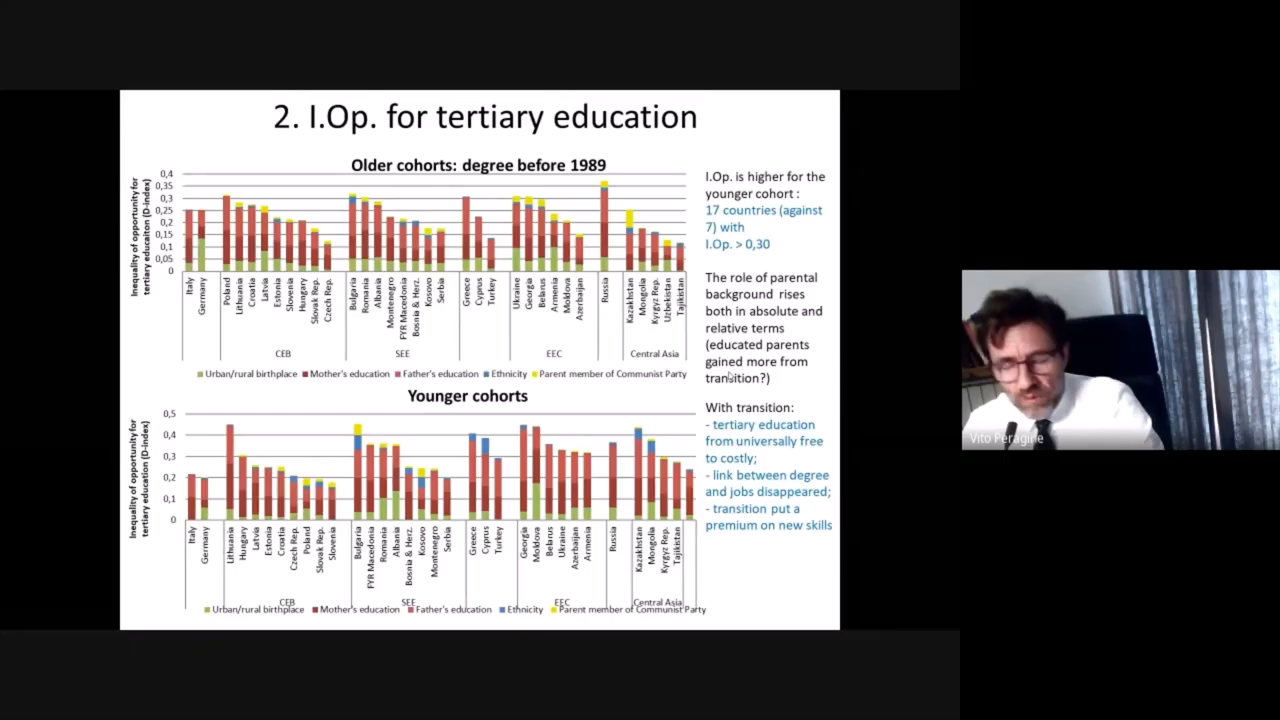 2. I.Op. for tertiary education
Older cohorts: degree before 1989
Inequality of opportunity for
tertiary educaiton (D-index)
0,4
0,35
0,3
0,25
0,2
0,15
0,1
0,05
0
Italy
Germany
Poland
Lithuania
Croatia
Latvia
Estonia
Slovenia
Hungary
Slovak Rep.
Czech Rep.
Bulgaria
Romania
Albania
Montenegro
FYR Macedonia
Bosnia & Herz.
Kosovo
Serbia
Greece
Cyprus
Turkey
Ukraine
Georgia
Belarus
Armenia
Moldova
Azerbaijan
Russia
Kazakhstan
Mongolia
Kyrgyz Rep.
Uzbekistan
Tajikistan
CEB
SEE
EEC
Central Asia
Urban/rural birthplace
Mother's education
Father's education
Ethnicity
Parent member of Communist Party
Younger cohorts
Inequality of opportunity for
tertiary education (D-index)
0,5
0,4
0,3
0,2
0,1
0
Italy
Germany
Lithuania
Hungary
Latvia
Estonia
Croatia
Czech Rep.
Poland
Slovak Rep.
Slovenia
Bulgaria
FYR Macedonia
Romania
Albania
Bosnia & Herz.
Kosovo
Montenegro
Serbia
Greece
Cyprus
Turkey
Georgia
Moldova
Belarus
Ukraine
Azerbaijan
Armenia
Russia
Kazakhstan
Mongolia
Kyrgyz Rep.
Tajikistan
CEB
SEE
EEC
Central Asia
Urban/rural birthplace
Mother's education
Father's education
Ethnicity
Parent member of Communist Party
I.Op. is higher for the
younger cohort :
17 countries (against
7) with
I.Op. > 0,30
The role of parental
background rises
both in absolute and
relative terms
(educated parents
gained more from
transition?)
With transition:
- tertiary education
from universally free
to costly;
- link between degree
and jobs disappeared;
- transition put a
premium on new skills
Vito Peragine